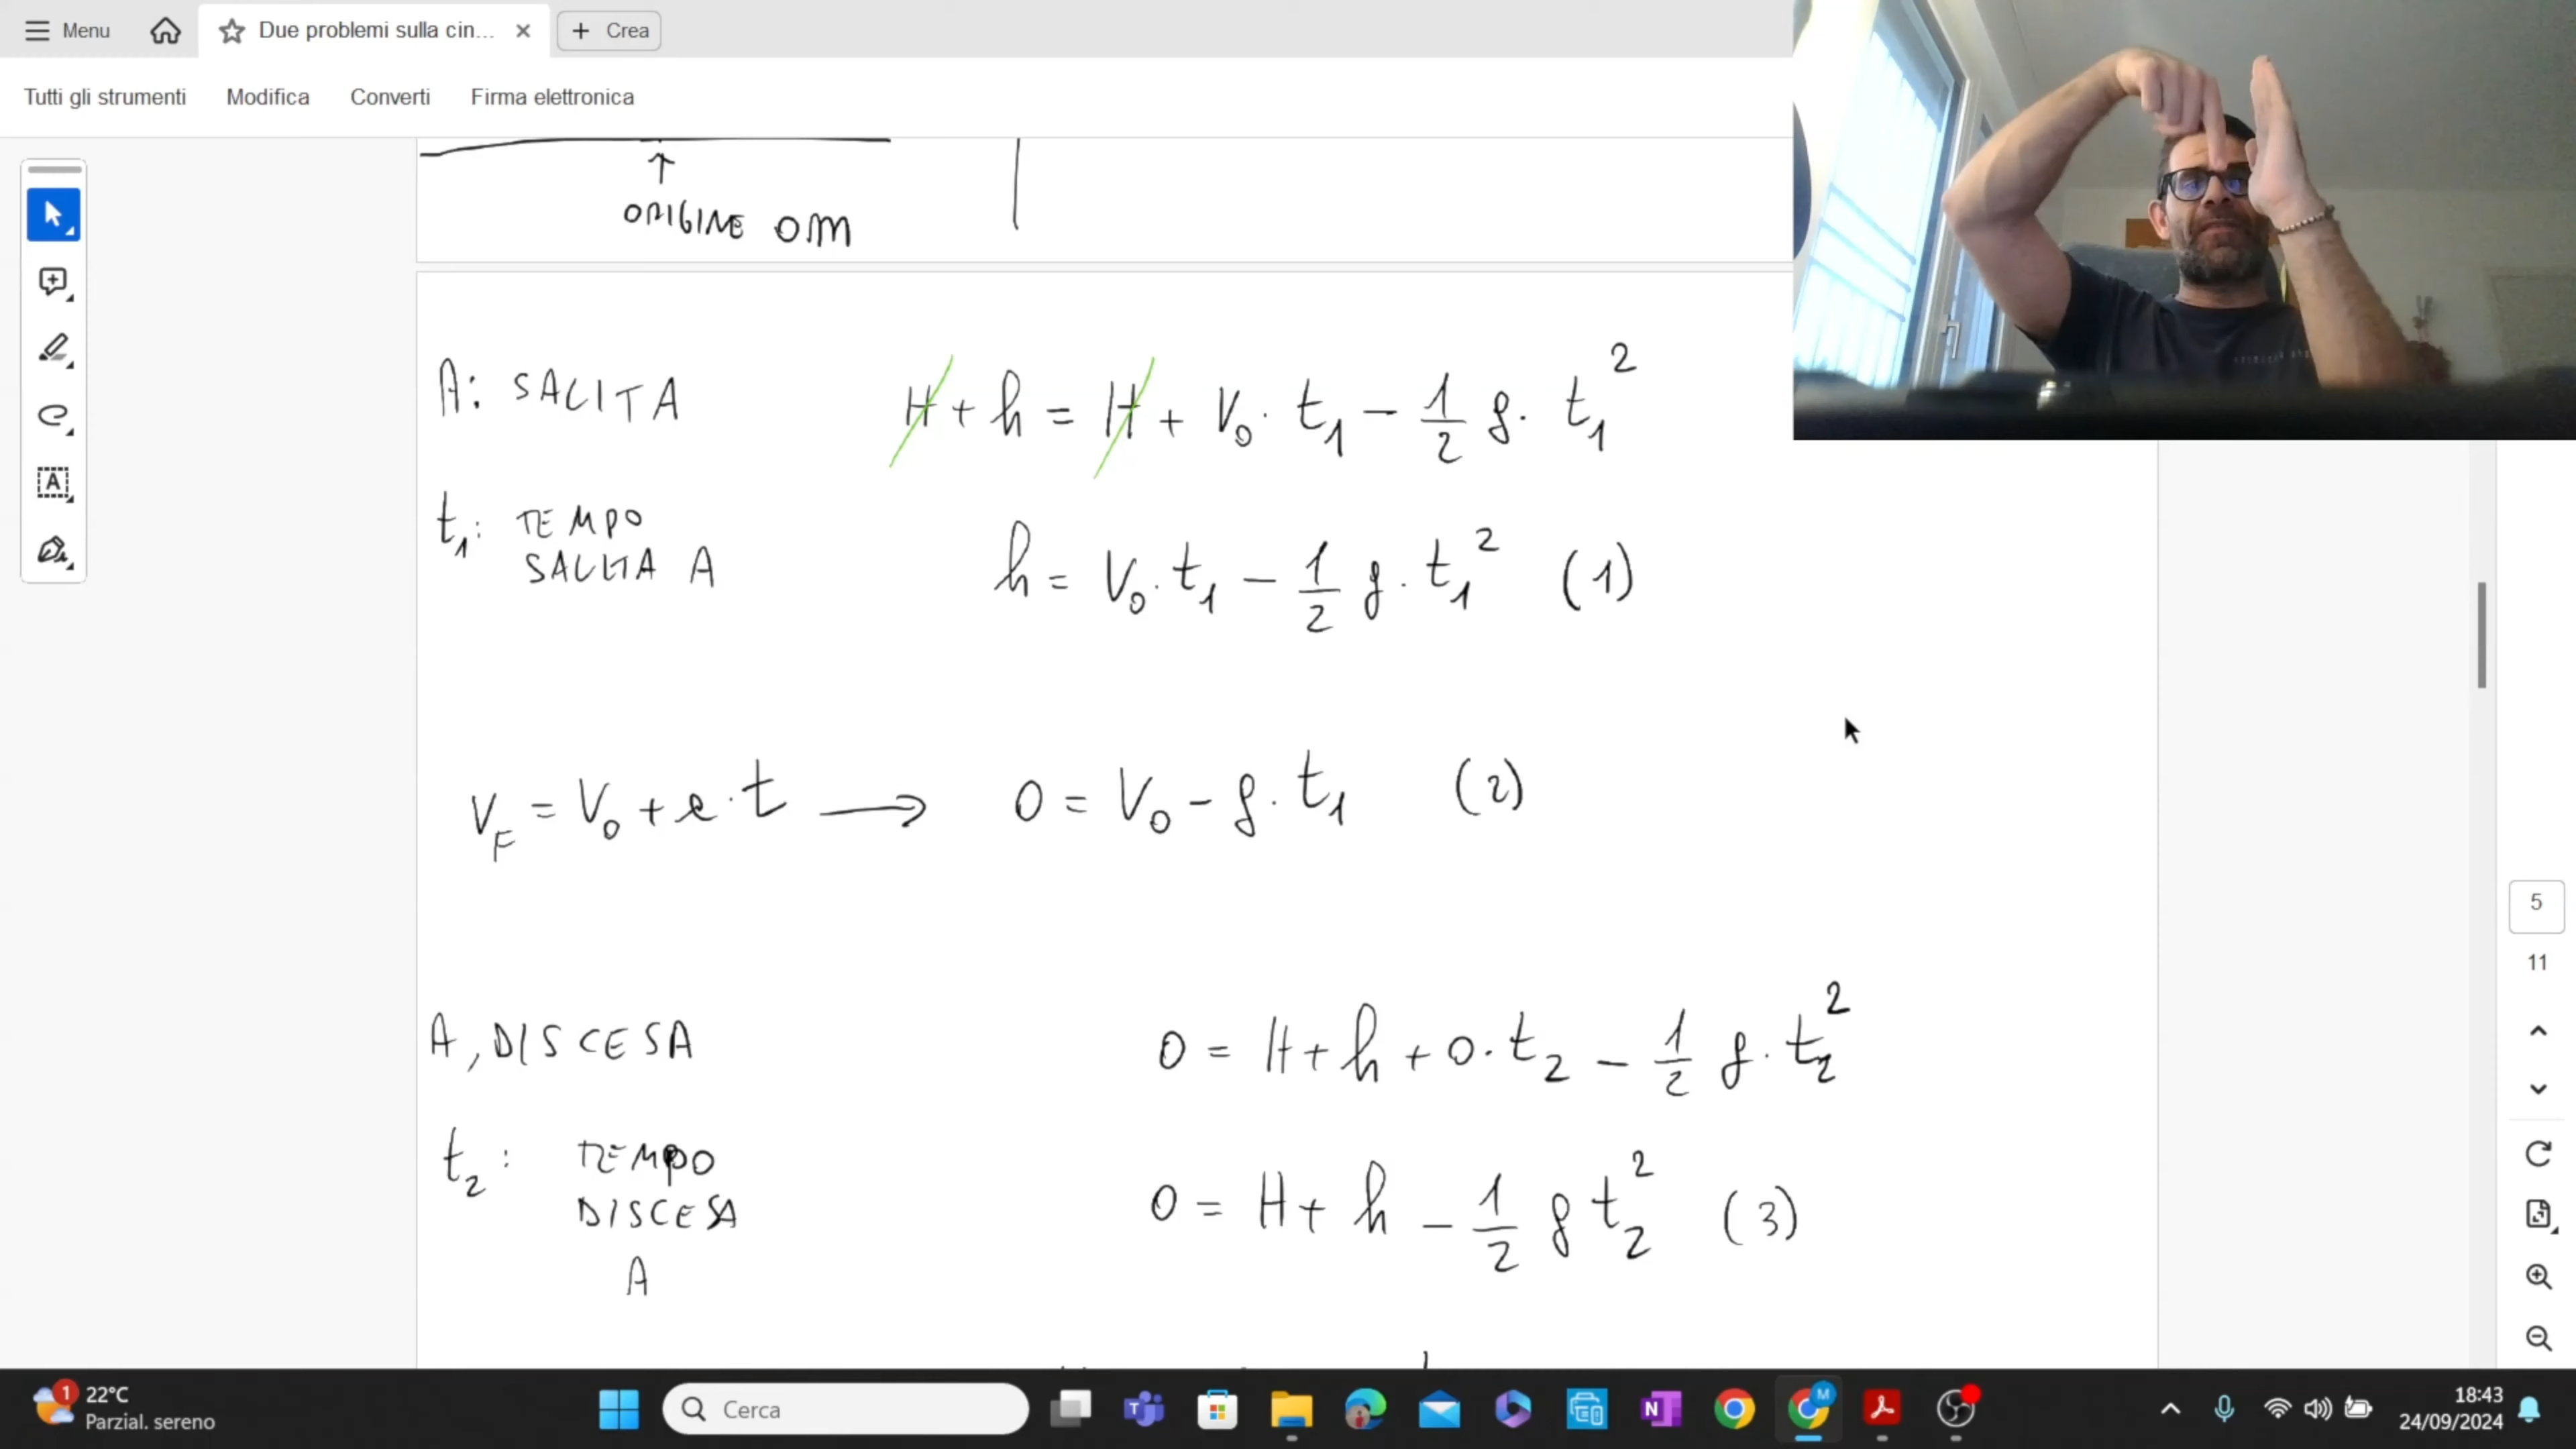 Menu
Due problemi sulla cin...
Crea
Tutti gli strumenti
Modifica
Converti
Firma elettronica
ORIGINE 0M
A: SALITA
H + h = H + V₀ · t₁ − 1/2 g · t₁²
t₁: TEMPO
SALITA A
h = V₀ · t₁ − 1/2 g · t₁² (1)
V_F = V₀ + a · t → 0 = V₀ − g · t₁ (2)
A, DISCESA
0 = H + h + 0 · t₂ − 1/2 g · t₂²
t₂: TEMPO
DISCESA
A
0 = H + h − 1/2 g t₂² (3)
5
11
1
22°C
Parzial. sereno
Cerca
M
18:43
24/09/2024